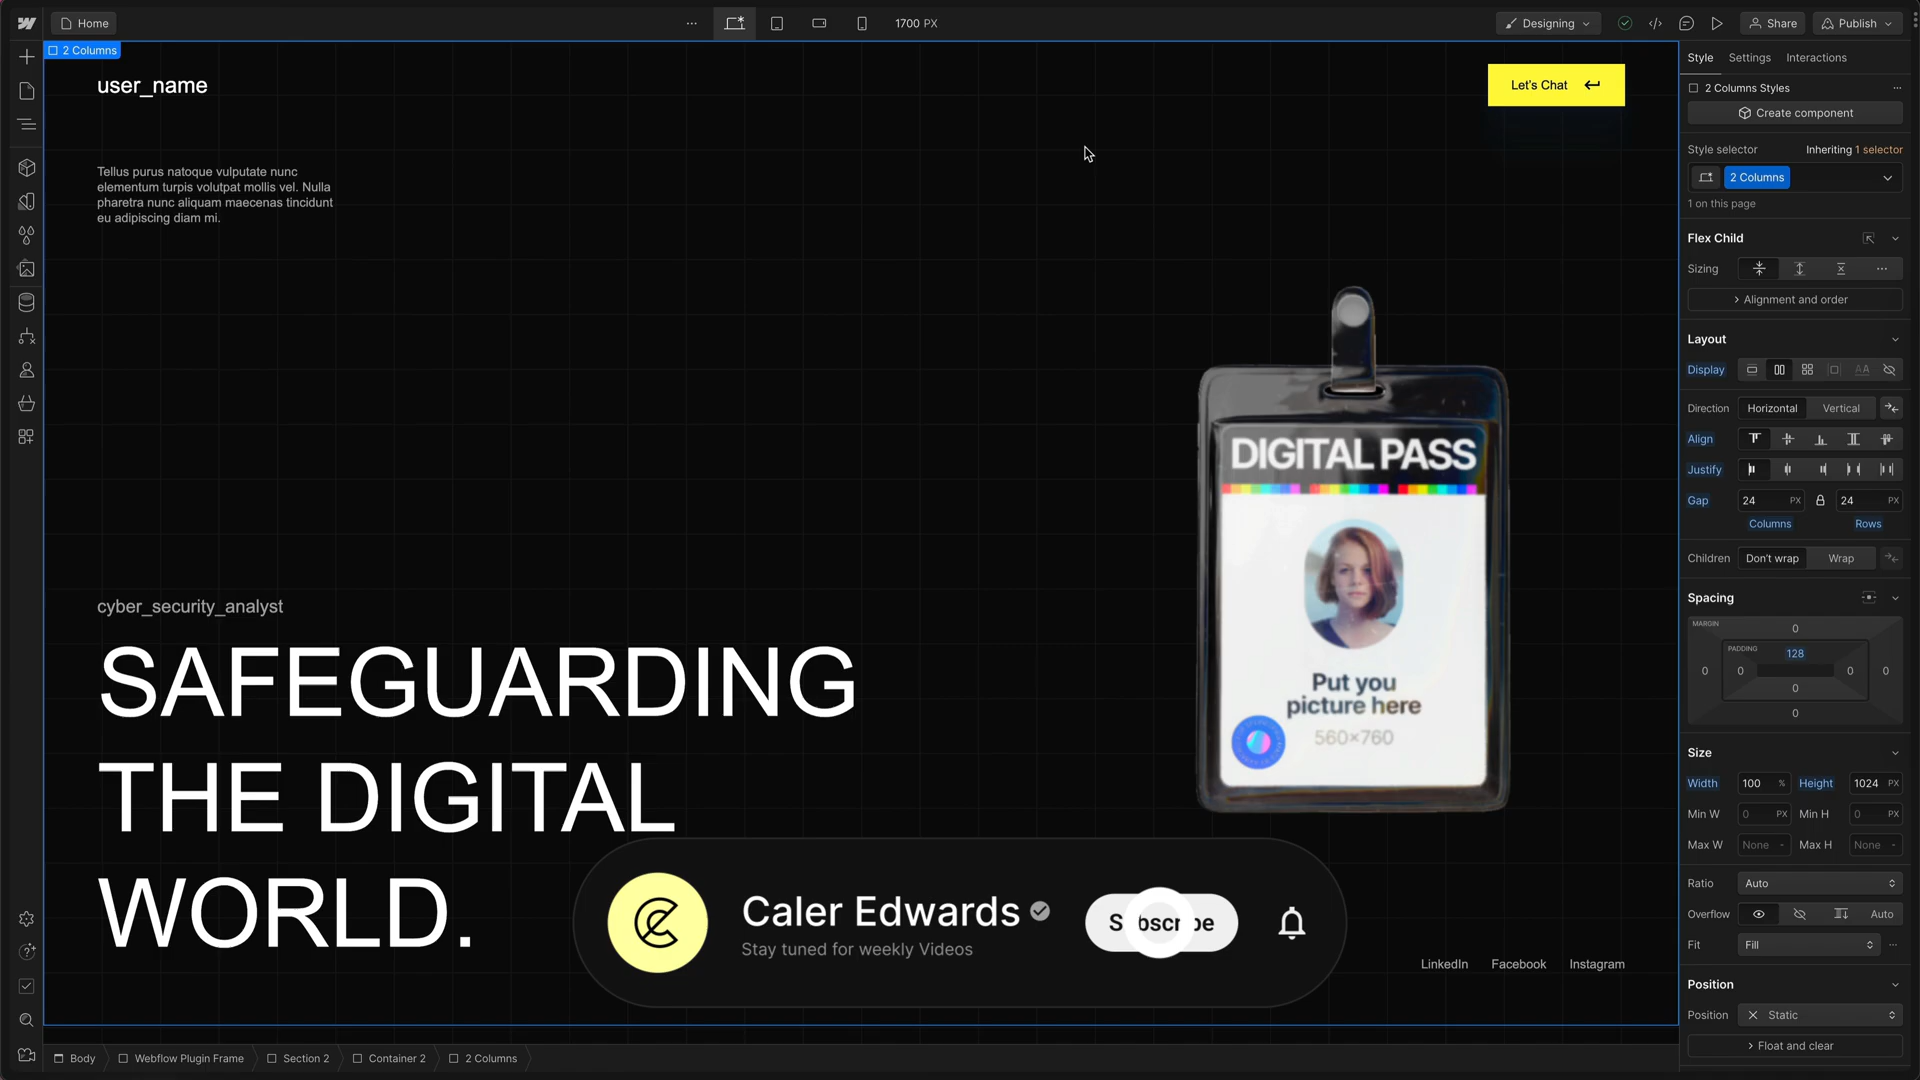 Home
1700 PX
Designing
Share
Publish
2 Columns
user_name
Let's Chat
Tellus purus natoque vulputate nunc
elementum turpis volutpat mollis vel. Nulla
pharetra nunc aliquam maecenas tincidunt
eu adipiscing diam mi.
DIGITAL PASS
Put you
picture here
560×760
cyber_security_analyst
SAFEGUARDING
THE DIGITAL
WORLD.
Caler Edwards
Stay tuned for weekly Videos
Subscribe
LinkedIn Facebook Instagram
Body
Webflow Plugin Frame
Section 2
Container 2
2 Columns
Style Settings Interactions
2 Columns Styles
Create component
Style selector Inheriting 1 selector
2 Columns
1 on this page
Flex Child
Sizing
Alignment and order
Layout
Display
Direction Horizontal Vertical
Align
Justify
Gap 24 PX 24 PX
Columns Rows
Children Don't wrap Wrap
Spacing
MARGIN
0
PADDING
128
0 0 0 0
0
0
Size
Width 100 % Height 1024 PX
Min W 0 PX Min H 0 PX
Max W None - Max H None -
Ratio Auto
Overflow Auto
Fit Fill
Position
Position Static
Float and clear